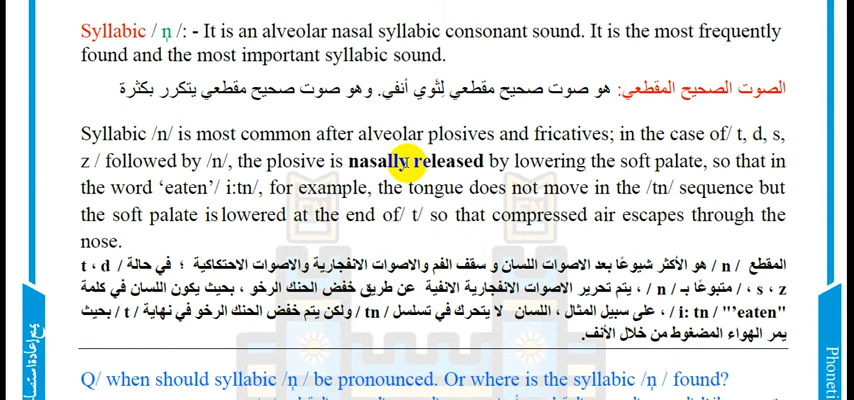 Syllabic / n̩ /: - It is an alveolar nasal syllabic consonant sound. It is the most frequently
found and the most important syllabic sound.
الصوت الصحيح المقطعي: هو صوت صحيح مقطعي لِثَوي أنفي. وهو صوت صحيح مقطعي يتكرر بكثرة
Syllabic /n/ is most common after alveolar plosives and fricatives; in the case of/ t, d, s,
z / followed by /n/, the plosive is nasally released by lowering the soft palate, so that in
the word ‘eaten’/ i:tn/, for example, the tongue does not move in the /tn/ sequence but
the soft palate is lowered at the end of/ t/ so that compressed air escapes through the
nose.
المقطع / n / هو الأكثر شيوعًا بعد الاصوات اللسان و سقف الفم والاصوات الانفجارية والاصوات الاحتكاكية ؛ في حالة / t ، d
، s ، z / متبوعًا بـ / n / ، يتم تحرير الاصوات الانفجارية الانفية عن طريق خفض الحنك الرخو ، بحيث يكون اللسان في كلمة
"eaten'" / i: tn / ، على سبيل المثال ، اللسان لا يتحرك في تسلسل / tn / ولكن يتم خفض الحنك الرخو في نهاية / t / بحيث
يمر الهواء المضغوط من خلال الأنف.
Q/ when should syllabic /n̩ / be pronounced. Or where is the syllabic /n̩ / found?
Phoneti